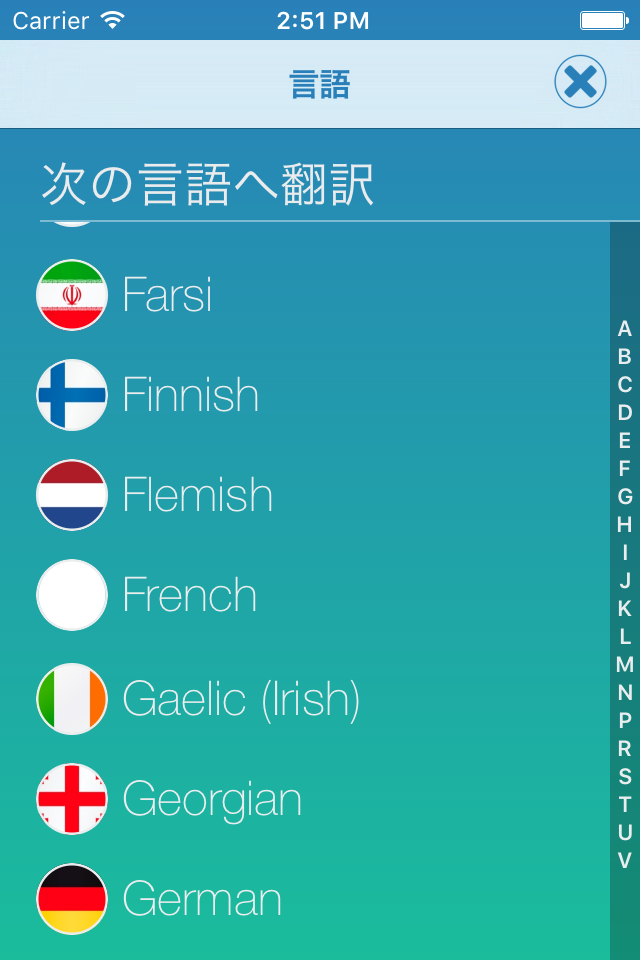 Carrier 2:51 PM
言語
次の言語へ翻訳
Farsi
Finnish
Flemish
French
Gaelic (Irish)
Georgian
German
A
B
C
D
E
F
G
H
I
J
K
L
M
N
P
R
S
T
U
V